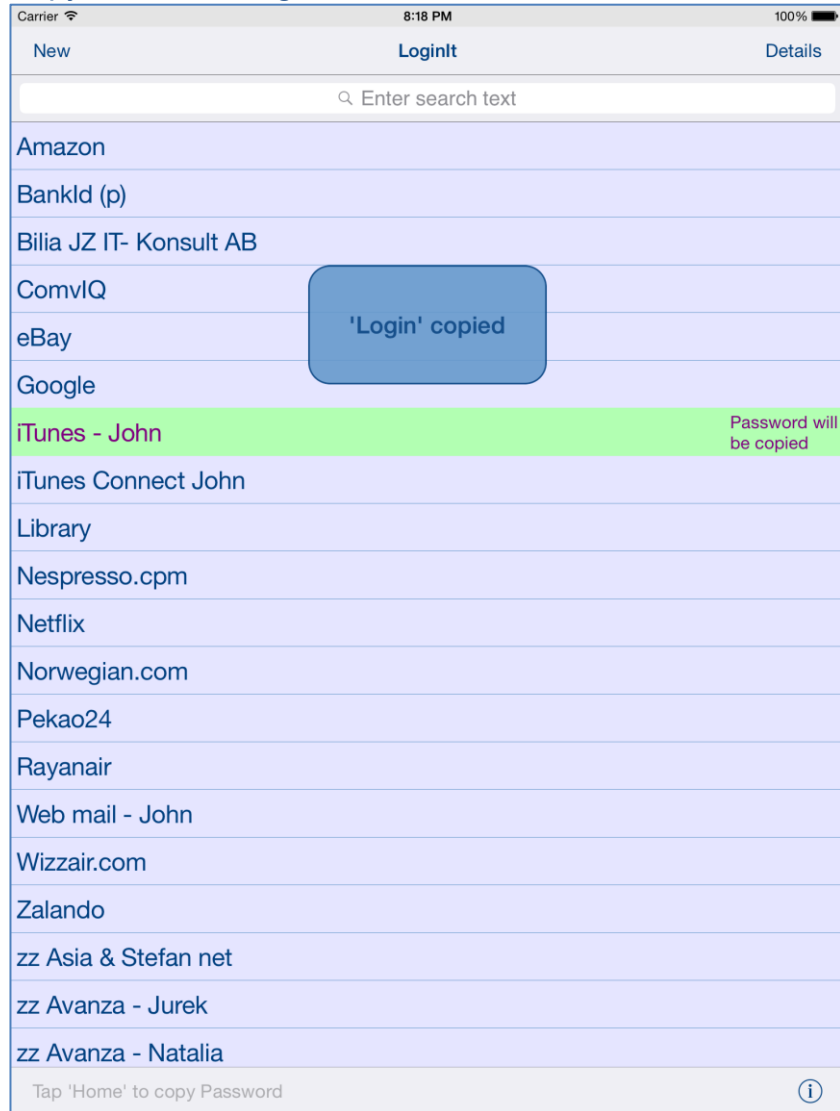 Carrier
8:18 PM
100%
New
LoginIt
Details
Enter search text
Amazon
BankId (p)
Bilia JZ IT- Konsult AB
ComvIQ
'Login' copied
eBay
Google
iTunes - John
Password will
be copied
iTunes Connect John
Library
Nespresso.cpm
Netflix
Norwegian.com
Pekao24
Rayanair
Web mail - John
Wizzair.com
Zalando
zz Asia & Stefan net
zz Avanza - Jurek
zz Avanza - Natalia
Tap 'Home' to copy Password